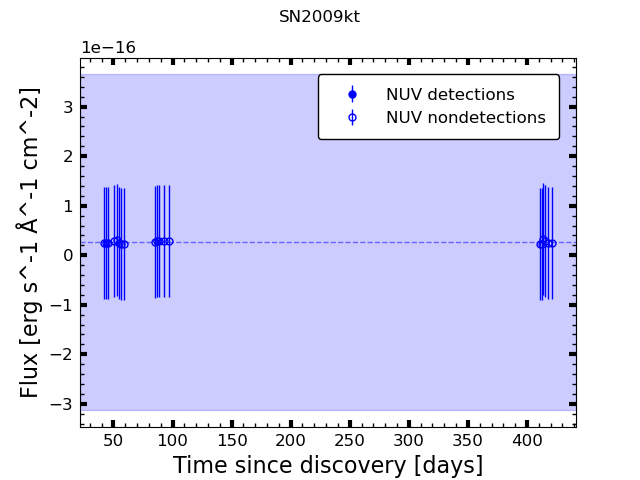 SN2009kt
1e−16
NUV detections
NUV nondetections
3
2
1
0
−1
−2
−3
Flux [erg s^-1 Å^-1 cm^-2]
50 100 150 200 250 300 350 400
Time since discovery [days]